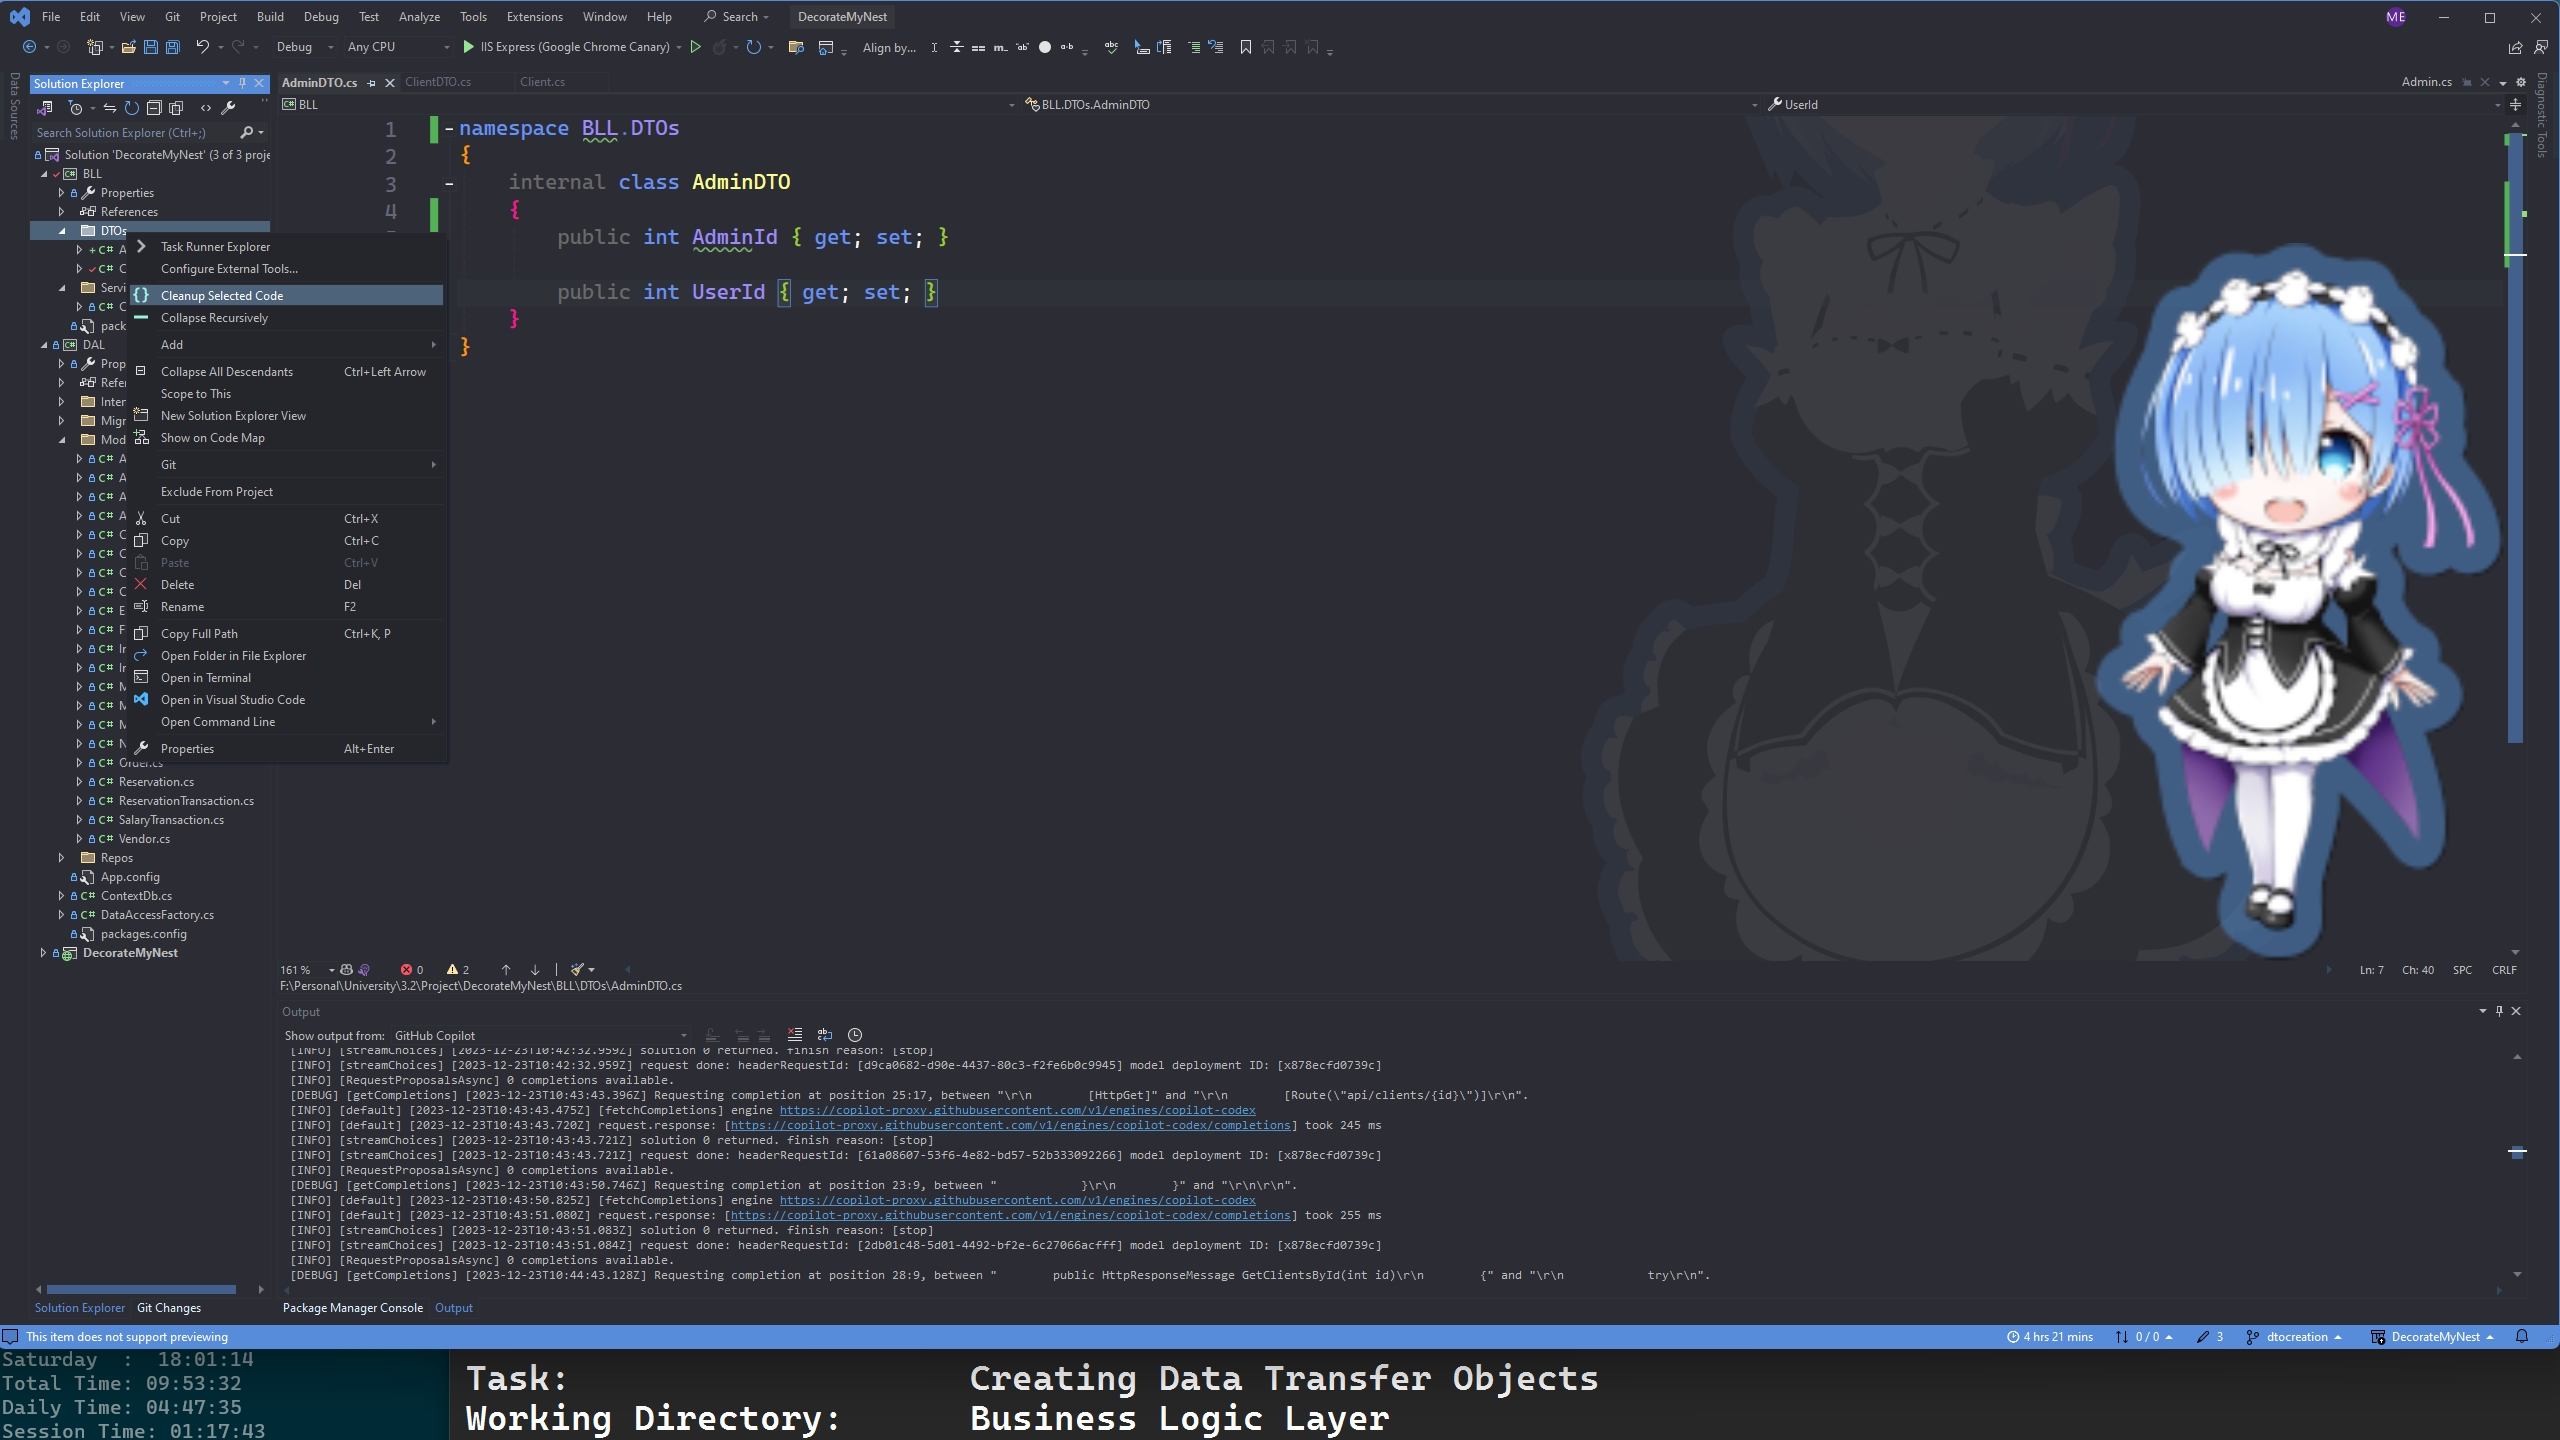 File Edit View Git Project Build Debug Test Analyze Tools Extensions Window Help Search DecorateMyNest ME
Debug Any CPU IIS Express (Google Chrome Canary) Align by...
Data Sources
Solution Explorer
Search Solution Explorer (Ctrl+;)
Solution 'DecorateMyNest' (3 of 3 proje
BLL
Properties
References
DTOs
C# A
C# C
Servi
C# C
pack
DAL
Prop
Refer
Inter
Migr
Mod
C# A
C# A
C# A
C# A
C# C
C# C
C# C
C# C
C# E
C# F
C# In
C# In
C# M
C# M
C# M
C# N
C# Order.cs
C# Reservation.cs
C# ReservationTransaction.cs
C# SalaryTransaction.cs
C# Vendor.cs
Repos
App.config
C# ContextDb.cs
C# DataAccessFactory.cs
packages.config
DecorateMyNest
Solution Explorer Git Changes
Task Runner Explorer
Configure External Tools...
Cleanup Selected Code
Collapse Recursively
Add
Collapse All Descendants Ctrl+Left Arrow
Scope to This
New Solution Explorer View
Show on Code Map
Git
Exclude From Project
Cut Ctrl+X
Copy Ctrl+C
Paste Ctrl+V
Delete Del
Rename F2
Copy Full Path Ctrl+K, P
Open Folder in File Explorer
Open in Terminal
Open in Visual Studio Code
Open Command Line
Properties Alt+Enter
AdminDTO.cs ClientDTO.cs Client.cs Admin.cs
BLL BLL.DTOs.AdminDTO UserId
Diagnostic Tools
1 namespace BLL.DTOs
2 {
3 internal class AdminDTO
4 {
public int AdminId { get; set; }
public int UserId { get; set; }
}
}
161 % 0 2 Ln: 7 Ch: 40 SPC CRLF
F:\Personal\University\3.2\Project\DecorateMyNest\BLL\DTOs\AdminDTO.cs
Output
Show output from: GitHub Copilot
[INFO] [streamChoices] [2023-12-23T10:42:32.959Z] solution 0 returned. finish reason: [stop]
[INFO] [streamChoices] [2023-12-23T10:42:32.959Z] request done: headerRequestId: [d9ca0682-d90e-4437-80c3-f2fe6b0c9945] model deployment ID: [x878ecfd0739c]
[INFO] [RequestProposalsAsync] 0 completions available.
[DEBUG] [getCompletions] [2023-12-23T10:43:43.396Z] Requesting completion at position 25:17, between "\r\n [HttpGet]" and "\r\n [Route(\"api/clients/{id}\")]\r\n".
[INFO] [default] [2023-12-23T10:43:43.475Z] [fetchCompletions] engine https://copilot-proxy.githubusercontent.com/v1/engines/copilot-codex
[INFO] [default] [2023-12-23T10:43:43.720Z] request.response: [https://copilot-proxy.githubusercontent.com/v1/engines/copilot-codex/completions] took 245 ms
[INFO] [streamChoices] [2023-12-23T10:43:43.721Z] solution 0 returned. finish reason: [stop]
[INFO] [streamChoices] [2023-12-23T10:43:43.721Z] request done: headerRequestId: [61a08607-53f6-4e82-bd57-52b333092266] model deployment ID: [x878ecfd0739c]
[INFO] [RequestProposalsAsync] 0 completions available.
[DEBUG] [getCompletions] [2023-12-23T10:43:50.746Z] Requesting completion at position 23:9, between " }\r\n }" and "\r\n\r\n".
[INFO] [default] [2023-12-23T10:43:50.825Z] [fetchCompletions] engine https://copilot-proxy.githubusercontent.com/v1/engines/copilot-codex
[INFO] [default] [2023-12-23T10:43:51.080Z] request.response: [https://copilot-proxy.githubusercontent.com/v1/engines/copilot-codex/completions] took 255 ms
[INFO] [streamChoices] [2023-12-23T10:43:51.083Z] solution 0 returned. finish reason: [stop]
[INFO] [streamChoices] [2023-12-23T10:43:51.084Z] request done: headerRequestId: [2db01c48-5d01-4492-bf2e-6c27066acfff] model deployment ID: [x878ecfd0739c]
[INFO] [RequestProposalsAsync] 0 completions available.
[DEBUG] [getCompletions] [2023-12-23T10:44:43.128Z] Requesting completion at position 28:9, between " public HttpResponseMessage GetClientsById(int id)\r\n {" and "\r\n try\r\n".
Package Manager Console Output
This item does not support previewing 4 hrs 21 mins 0 / 0 3 dtocreation DecorateMyNest
Saturday : 18:01:14
Total Time: 09:53:32
Daily Time: 04:47:35
Session Time: 01:17:43
Task: Creating Data Transfer Objects
Working Directory: Business Logic Layer